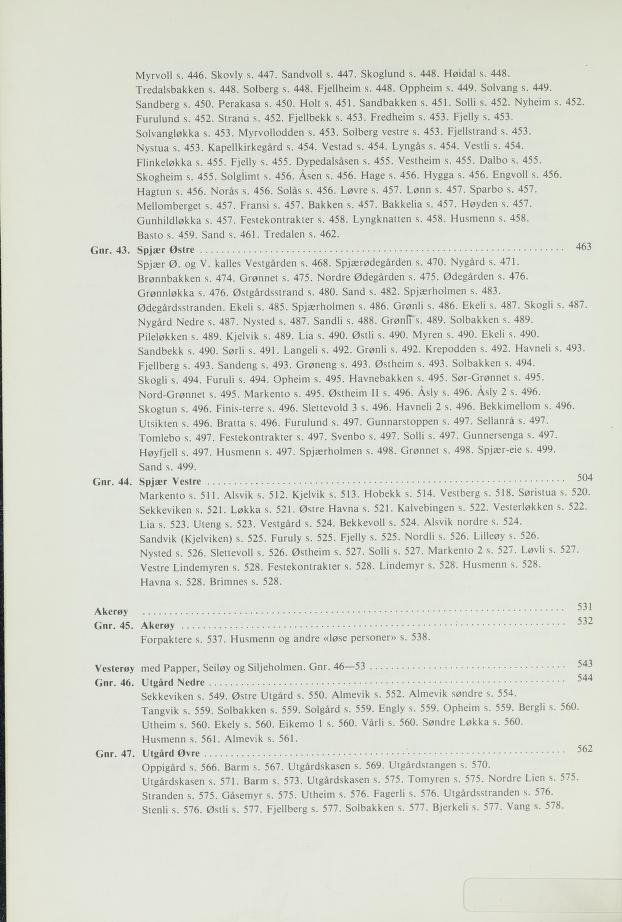 Myrvoll s. 446. Skovly s. 447. Sandvoll s. 447. Skoglund s. 448. Høidal s. 448.
Tredalsbakken s. 448. Solberg s. 448. Fjellheim s. 448. Oppheim s. 449. Solvang s. 449.
Sandberg s. 450. Perakasa s. 450. Holt s. 451. Sandbakken s. 451. Solli s. 452. Nyheim s. 452.
Furulund s. 452. Strand s. 452. Fjellbekk s. 453. Fredheim s. 453. Fjelly s. 453.
Solvangløkka s. 453. Myrvollodden s. 453. Solberg vestre s. 453. Fjellstrand s. 453.
Nystua s. 453. Kapellkirkegård s. 454. Vestad s. 454. Lyngås s. 454. Vestli s. 454.
Flinkeløkka s. 455. Fjelly s. 455. Dypedalsåsen s. 455. Vestheim s. 455. Dalbo s. 455.
Skogheim s. 455. Solglimt s. 456. Åsen s. 456. Hage s. 456. Hygga s. 456. Engvoll s. 456.
Hagtun s. 456. Norås s. 456. Solås s. 456. Løvre s. 457. Lønn s. 457. Sparbo s. 457.
Mellomberget s. 457. Fransi s. 457. Bakken s. 457. Bakkelia s. 457. Høyden s. 457.
Gunhildløkka s. 457. Festekontrakter s. 458. Lyngknatten s. 458. Husmenn s. 458.
Basto s. 459. Sand s. 461. Tredalen s. 462.
Gnr. 43. Spjær Østre ..... 463
Spjær Ø. og V. kalles Vestgården s. 468. Spjærødegården s. 470. Nygård s. 471.
Brønnbakken s. 474. Grønnet s. 475. Nordre Ødegården s. 475. Ødegården s. 476.
Grønnløkka s. 476. Østgårdsstrand s. 480. Sand s. 482. Spjærholmen s. 483.
Ødegårdsstranden. Ekeli s. 485. Spjærholmen s. 486. Grønli s. 486. Ekeli s. 487. Skogli s. 487.
Nygård Nedre s. 487. Nysted s. 487. Sandli s. 488. Grønli s. 489. Solbakken s. 489.
Pileløkken s. 489. Kjelvik s. 489. Lia s. 490. Østli s. 490. Myren s. 490. Ekeli s. 490.
Sandbekk s. 490. Sørli s. 491. Langeli s. 492. Grønli s. 492. Krepodden s. 492. Havneli s. 493.
Fjellberg s. 493. Sandeng s. 493. Grøneng s. 493. Østheim s. 493. Solbakken s. 494.
Skogli s. 494. Furuli s. 494. Opheim s. 495. Havnebakken s. 495. Sør-Grønnet s. 495.
Nord-Grønnet s. 495. Markento s. 495. Østheim II s. 496. Åsly s. 496. Åsly 2 s. 496.
Skogtun s. 496. Finis-terre s. 496. Slettevold 3 s. 496. Havneli 2 s. 496. Bekkimellom s. 496.
Utsikten s. 496. Bratta s. 496. Furulund s. 497. Gunnarstoppen s. 497. Sellanrå s. 497.
Tomlebo s. 497. Festekontrakter s. 497. Svenbo s. 497. Solli s. 497. Gunnersenga s. 497.
Høyfjell s. 497. Husmenn s. 497. Spjærholmen s. 498. Grønnet s. 498. Spjær-eie s. 499.
Sand s. 499.
Gnr. 44. Spjær Vestre ..... 504
Markento s. 511. Alsvik s. 512. Kjelvik s. 513. Hobekk s. 514. Vestberg s. 518. Søristua s. 520.
Sekkeviken s. 521. Løkka s. 521. Østre Havna s. 521. Kalvebingen s. 522. Vesterløkken s. 522.
Lia s. 523. Uteng s. 523. Vestgård s. 524. Bekkevoll s. 524. Alsvik nordre s. 524.
Sandvik (Kjelviken) s. 525. Furuly s. 525. Fjelly s. 525. Nordli s. 526. Lilleøy s. 526.
Nysted s. 526. Slettevoll s. 526. Østheim s. 527. Solli s. 527. Markento 2 s. 527. Løvli s. 527.
Vestre Lindemyren s. 528. Festekontrakter s. 528. Lindemyr s. 528. Husmenn s. 528.
Havna s. 528. Brimnes s. 528.
Akerøy ..... 531
Gnr. 45. Akerøy ..... 532
Forpaktere s. 537. Husmenn og andre «løse personer» s. 538.
Vesterøy med Papper, Seiløy og Siljeholmen. Gnr. 46—53 ..... 543
Gnr. 46. Utgård Nedre ..... 544
Sekkeviken s. 549. Østre Utgård s. 550. Almevik s. 552. Almevik søndre s. 554.
Tangvik s. 559. Solbakken s. 559. Solgård s. 559. Engly s. 559. Opheim s. 559. Bergli s. 560.
Utheim s. 560. Ekely s. 560. Eikemo 1 s. 560. Vårli s. 560. Søndre Løkka s. 560.
Husmenn s. 561. Almevik s. 561.
Gnr. 47. Utgård Øvre ..... 562
Oppigård s. 566. Barm s. 567. Utgårdskasen s. 569. Utgårdstangen s. 570.
Utgårdskasen s. 571. Barm s. 573. Utgårdskasen s. 575. Tomyren s. 575. Nordre Lien s. 575.
Stranden s. 575. Gåsemyr s. 575. Utheim s. 576. Fagerli s. 576. Utgårdsstranden s. 576.
Stenli s. 576. Østli s. 577. Fjellberg s. 577. Solbakken s. 577. Bjerkeli s. 577. Vang s. 578.